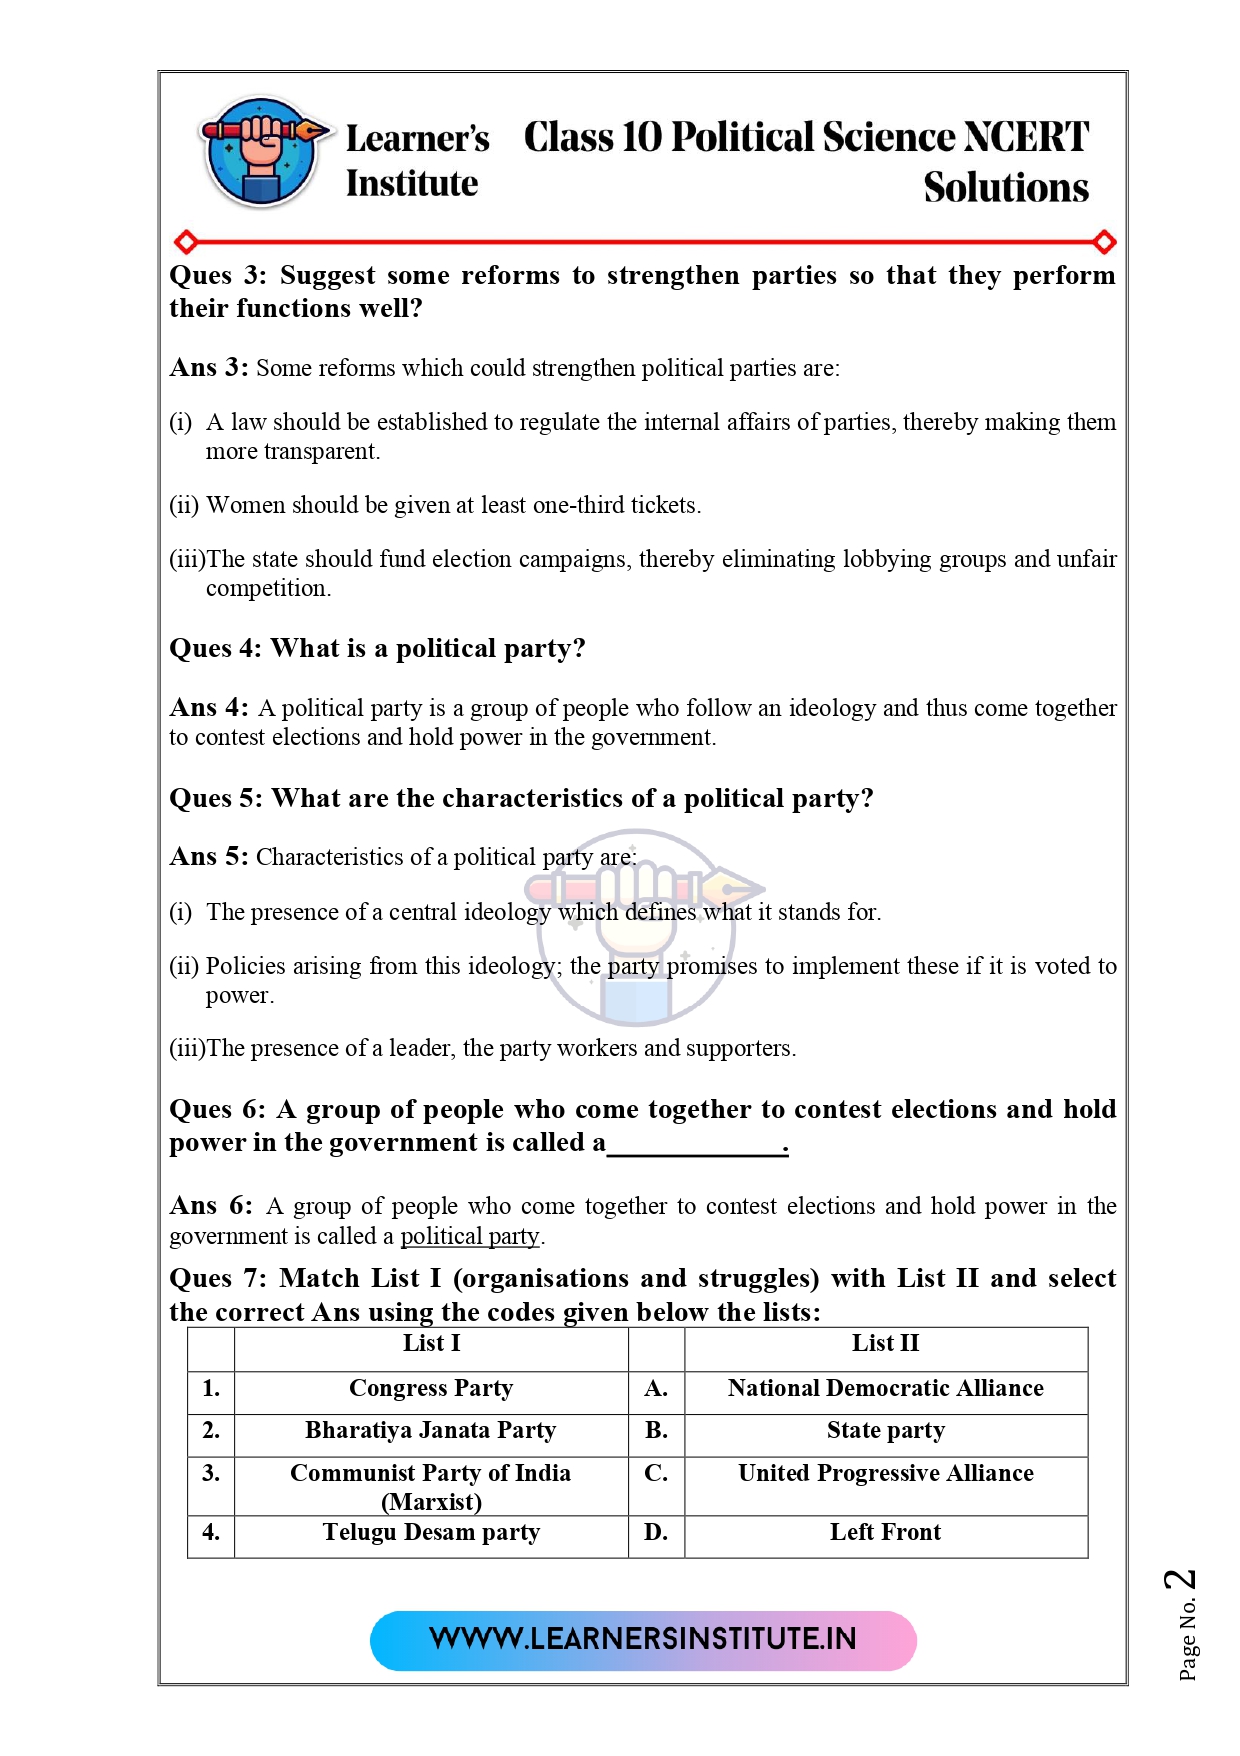 Learner's Institute
Class 10 Political Science NCERT
Solutions
Ques 3: Suggest some reforms to strengthen parties so that they perform
their functions well?
Ans 3: Some reforms which could strengthen political parties are:
(i) A law should be established to regulate the internal affairs of parties, thereby making them
more transparent.
(ii) Women should be given at least one-third tickets.
(iii)The state should fund election campaigns, thereby eliminating lobbying groups and unfair
competition.
Ques 4: What is a political party?
Ans 4: A political party is a group of people who follow an ideology and thus come together
to contest elections and hold power in the government.
Ques 5: What are the characteristics of a political party?
Ans 5: Characteristics of a political party are:
(i) The presence of a central ideology which defines what it stands for.
(ii) Policies arising from this ideology; the party promises to implement these if it is voted to
power.
(iii)The presence of a leader, the party workers and supporters.
Ques 6: A group of people who come together to contest elections and hold
power in the government is called a____________.
Ans 6: A group of people who come together to contest elections and hold power in the
government is called a political party.
Ques 7: Match List I (organisations and struggles) with List II and select
the correct Ans using the codes given below the lists:
List I List II
1. Congress Party A. National Democratic Alliance
2. Bharatiya Janata Party B. State party
3. Communist Party of India C. United Progressive Alliance
(Marxist)
4. Telugu Desam party D. Left Front
WWW.LEARNERSINSTITUTE.IN
Page No. 2